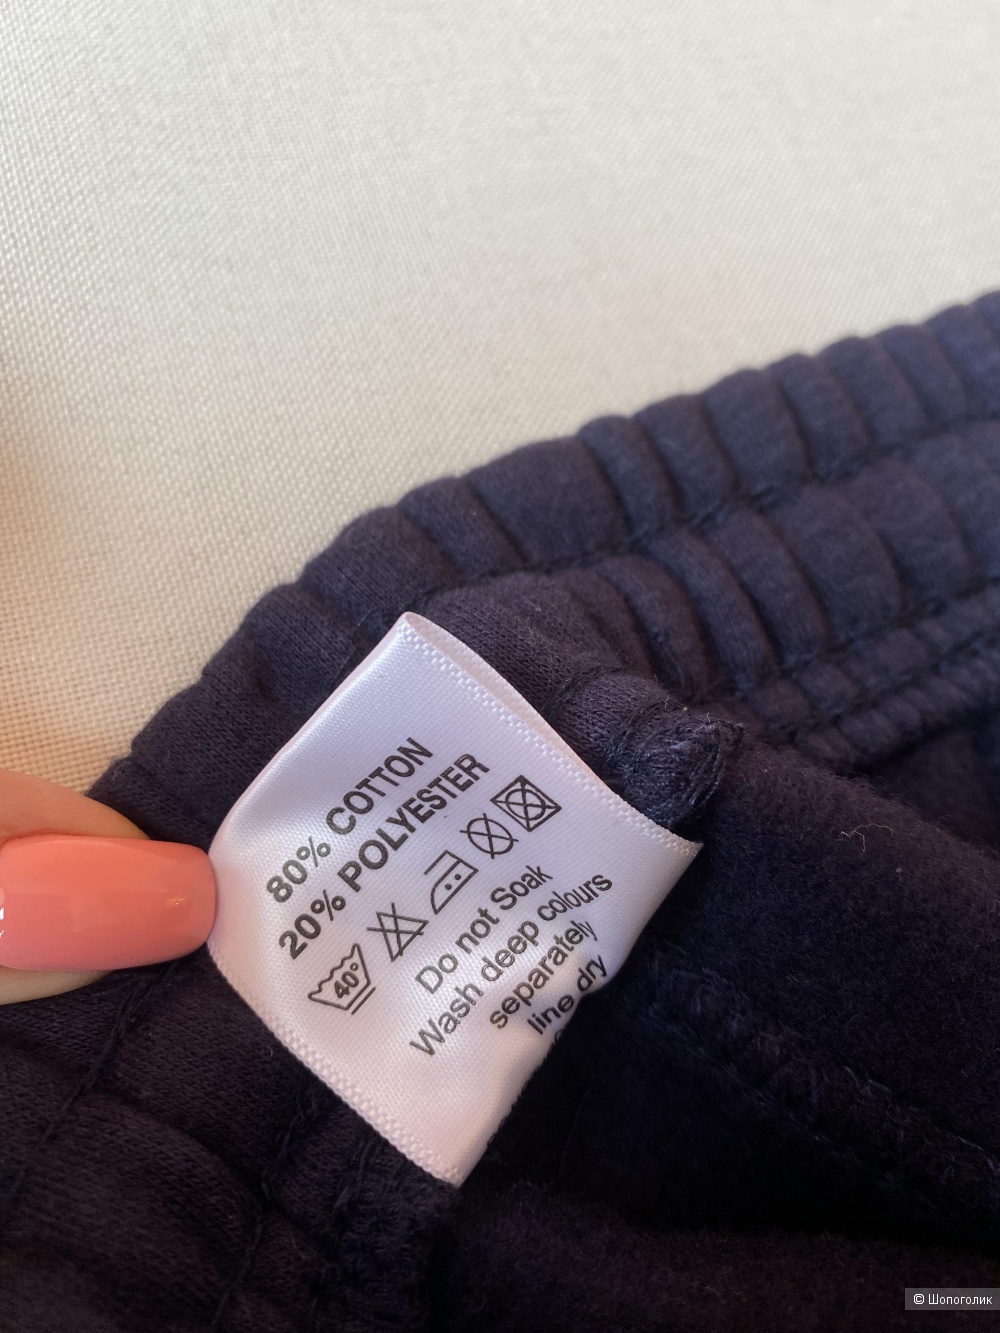 80% COTTON
20% POLYESTER
40°
Do not Soak
Wash deep colours
separately
line dry
© Шопоголик